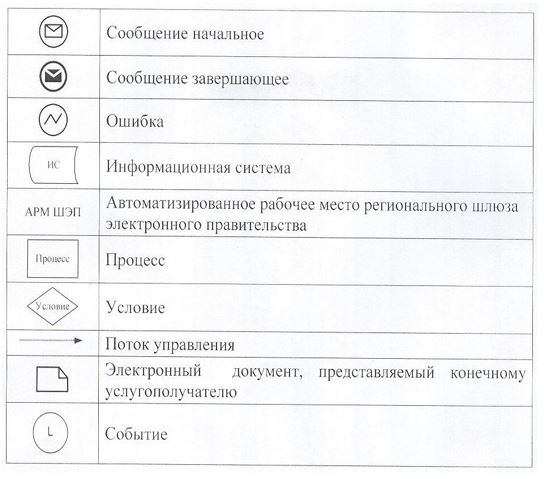 Сообщение начальное
Сообщение завершающее
Ошибка
ИС
Информационная система
АРМ ШЭП
Автоматизированное рабочее место регионального шлюза
электронного правительства
Процесс
Процесс
Условие
Условие
Поток управления
Электронный документ, представляемый конечному
услугополучателю
L
Событие